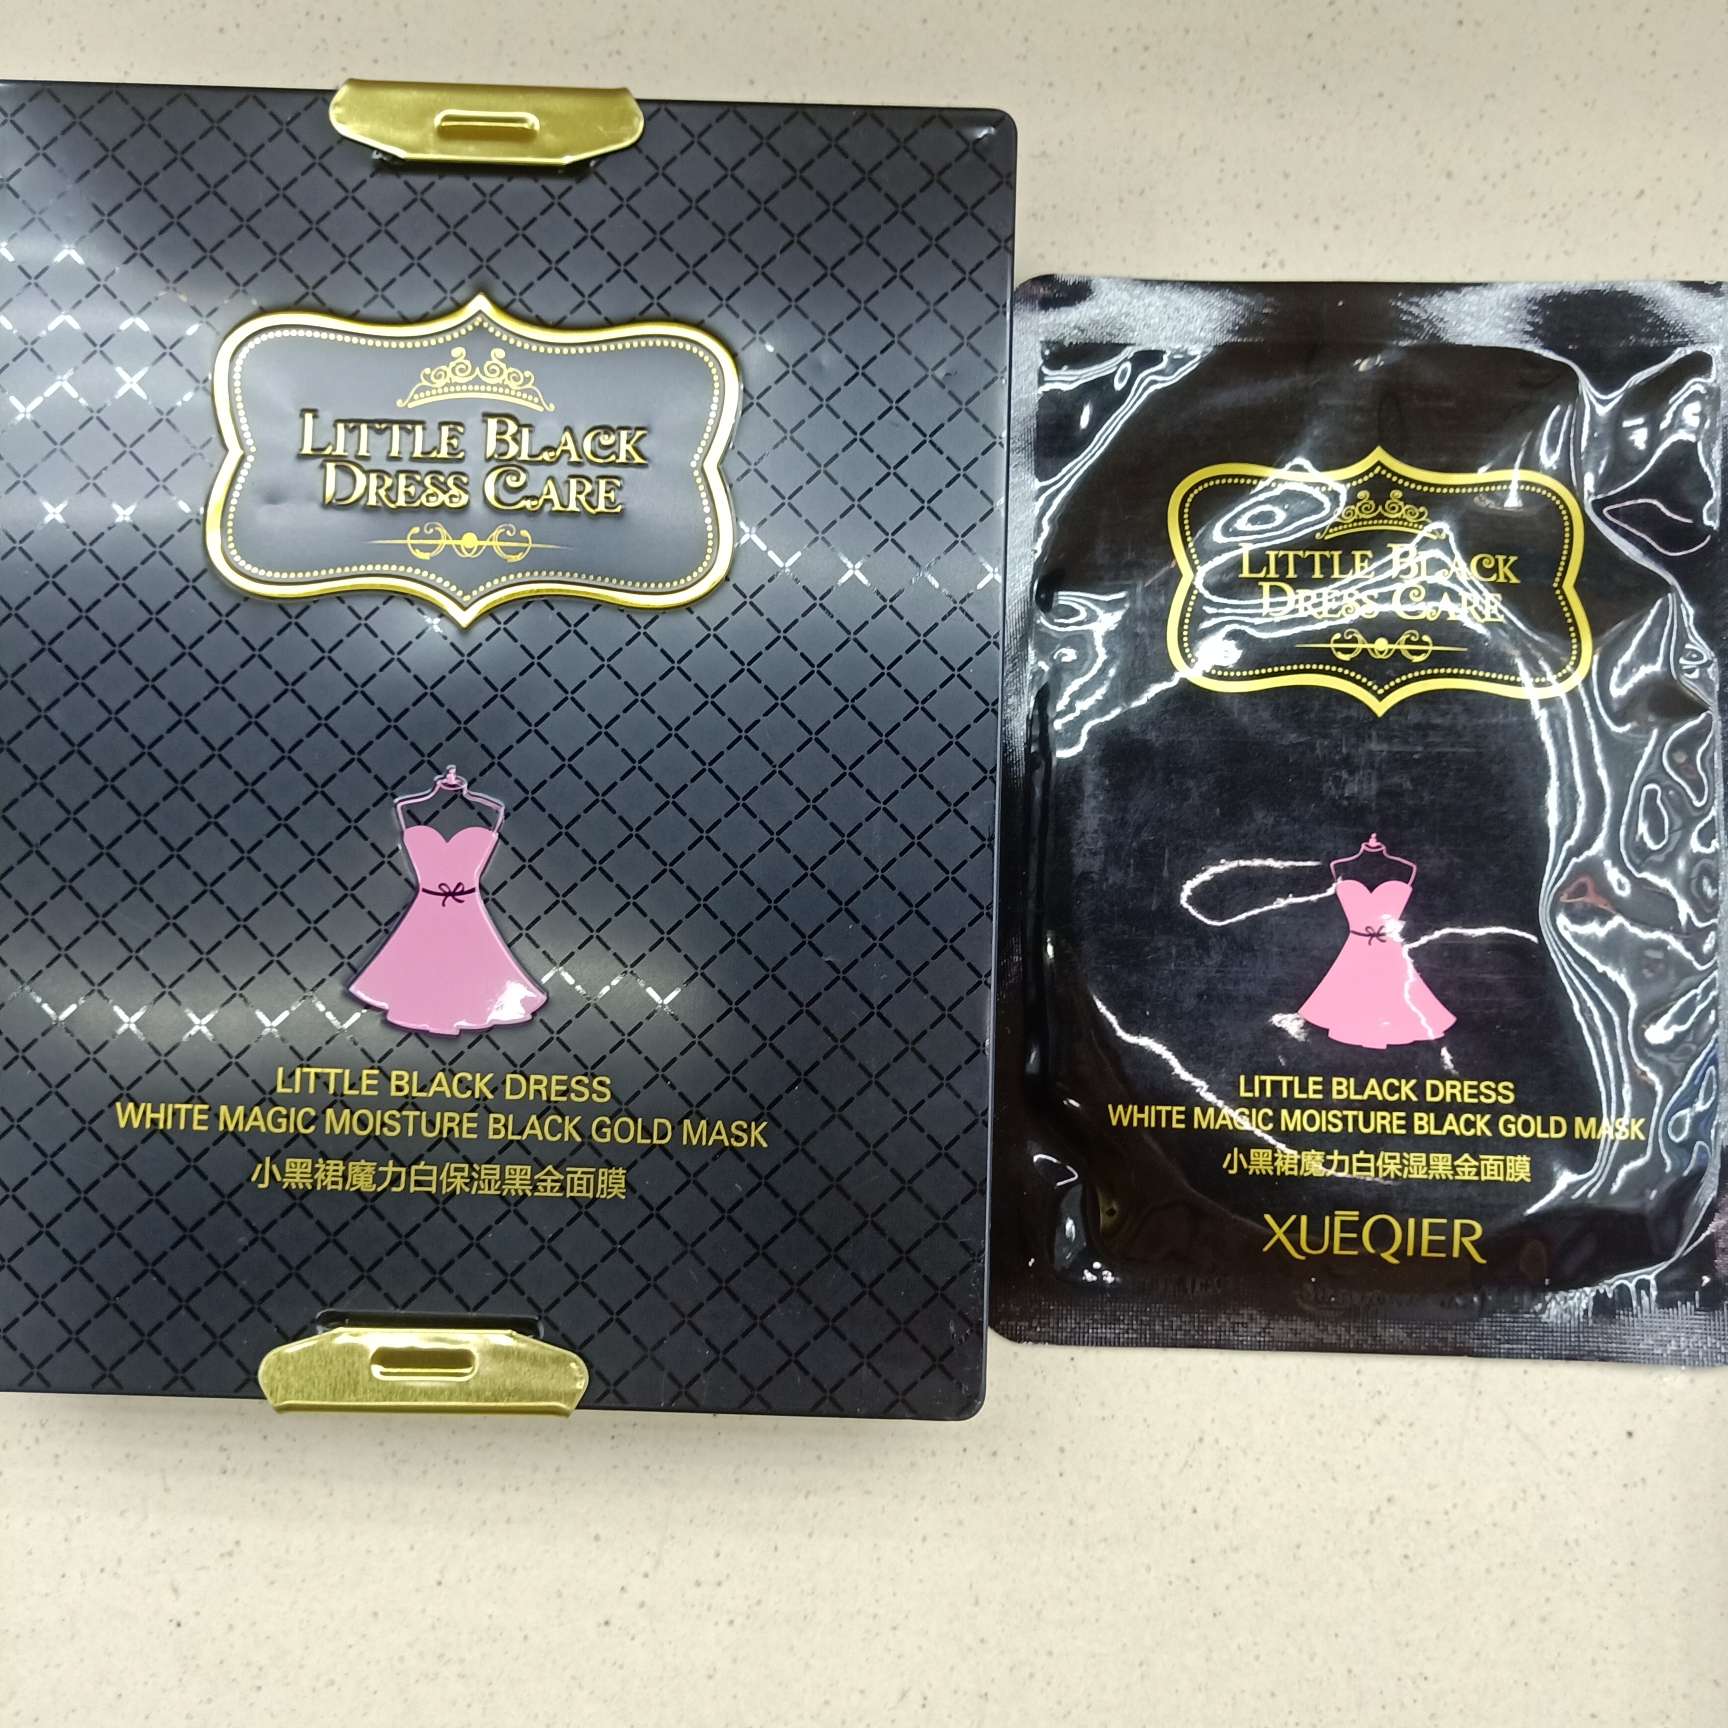 LITTLE BLACK
DRESS CARE
LITTLE BLACK DRESS
WHITE MAGIC MOISTURE BLACK GOLD MASK
小黑裙魔力白保湿黑金面膜
LITTLE BLACK
DRESS CARE
LITTLE BLACK DRESS
WHITE MAGIC MOISTURE BLACK GOLD MASK
小黑裙魔力白保湿黑金面膜
XUĒQIER